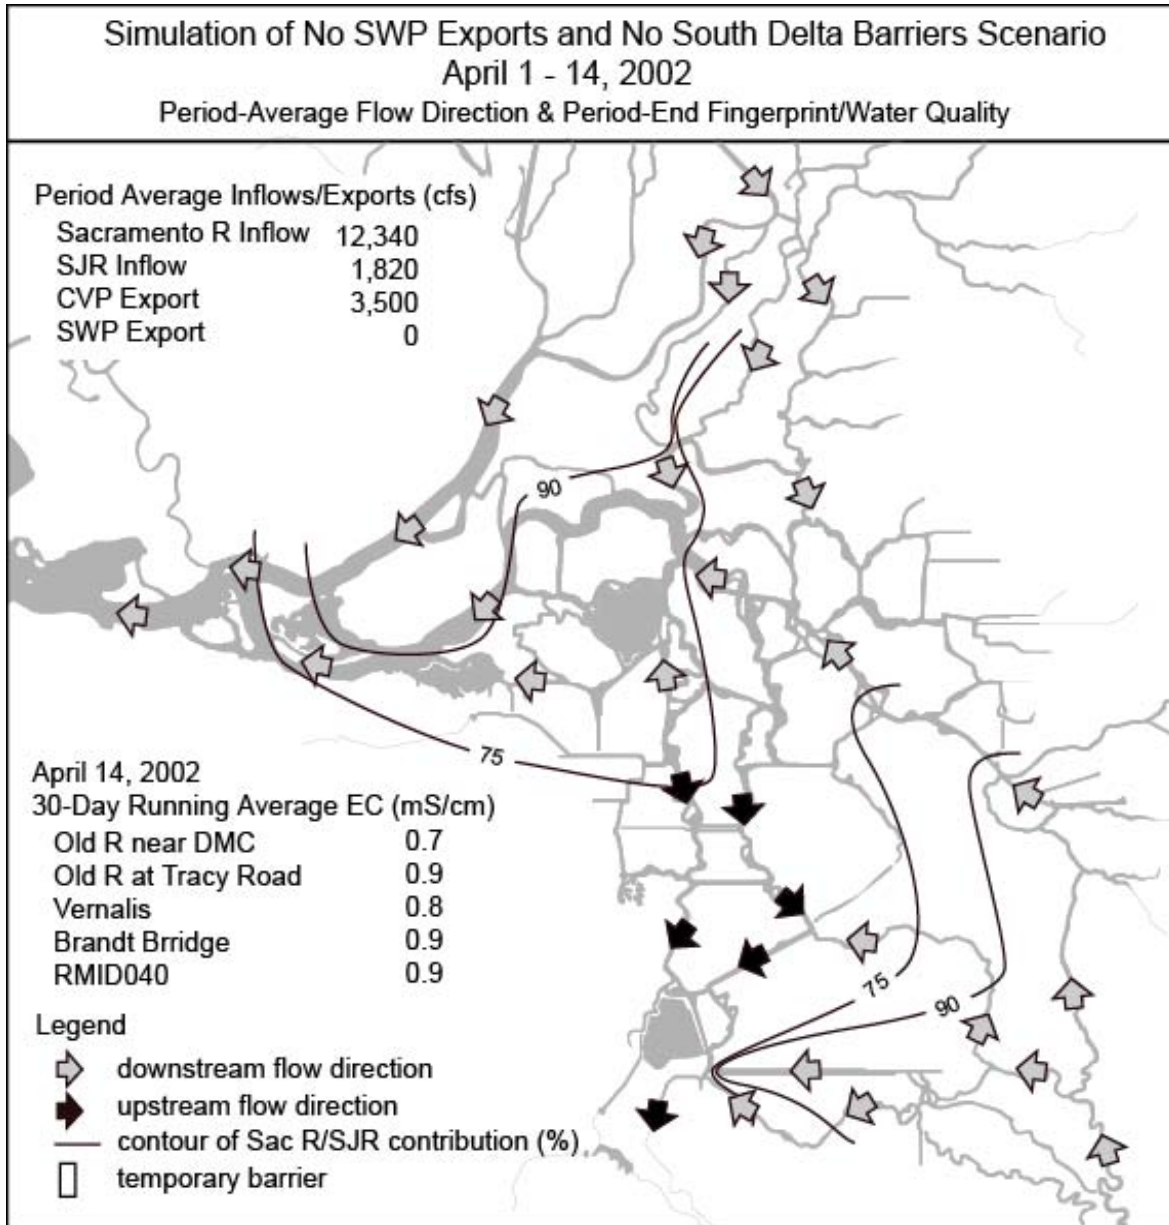 Simulation of No SWP Exports and No South Delta Barriers Scenario
April 1 - 14, 2002
Period-Average Flow Direction & Period-End Fingerprint/Water Quality
Period Average Inflows/Exports (cfs)
Sacramento R Inflow 12,340
SJR Inflow 1,820
CVP Export 3,500
SWP Export 0
90
75
April 14, 2002
30-Day Running Average EC (mS/cm)
Old R near DMC 0.7
Old R at Tracy Road 0.9
Vernalis 0.8
Brandt Brridge 0.9
RMID040 0.9
75
90
Legend
downstream flow direction
upstream flow direction
contour of Sac R/SJR contribution (%)
temporary barrier